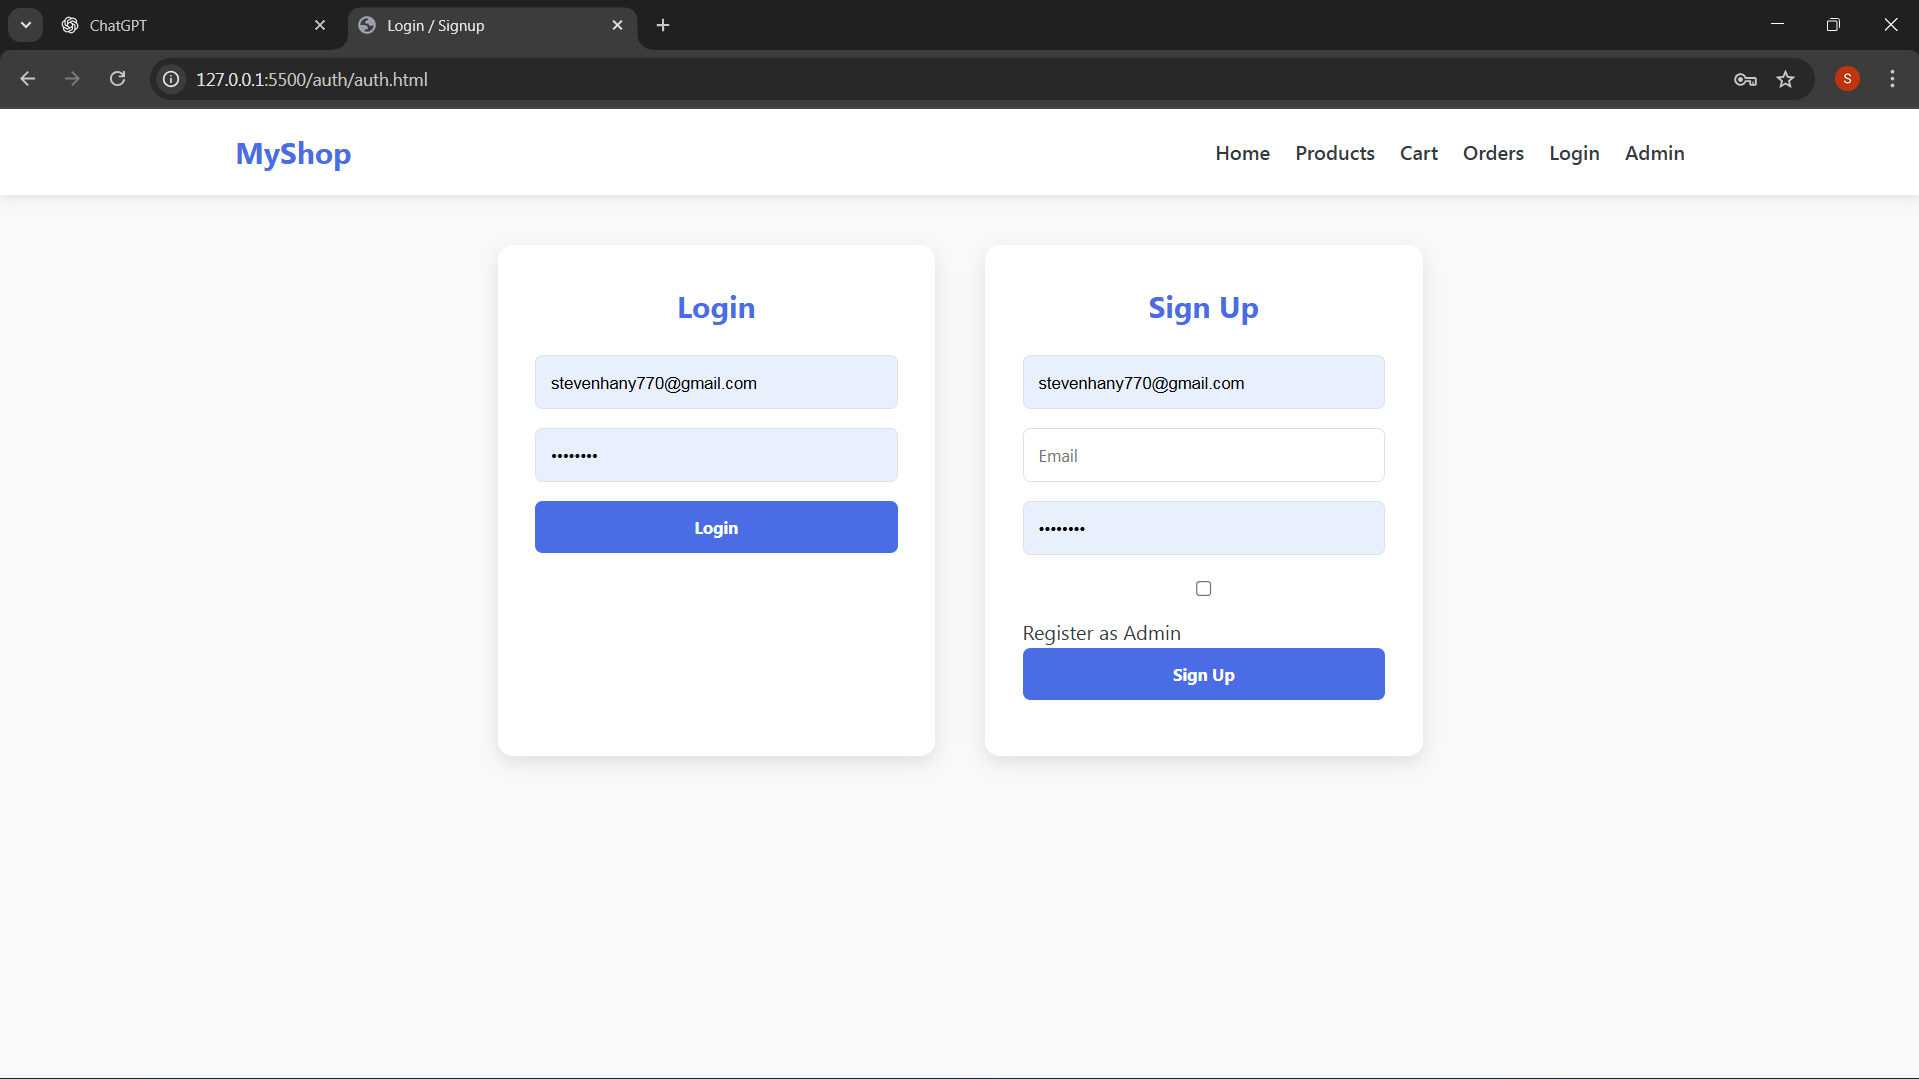 ChatGPT
Login / Signup
127.0.0.1:5500/auth/auth.html
S
MyShop
Home Products Cart Orders Login Admin
Login
stevenhany770@gmail.com
••••••••
Login
Sign Up
stevenhany770@gmail.com
Email
••••••••
Register as Admin
Sign Up